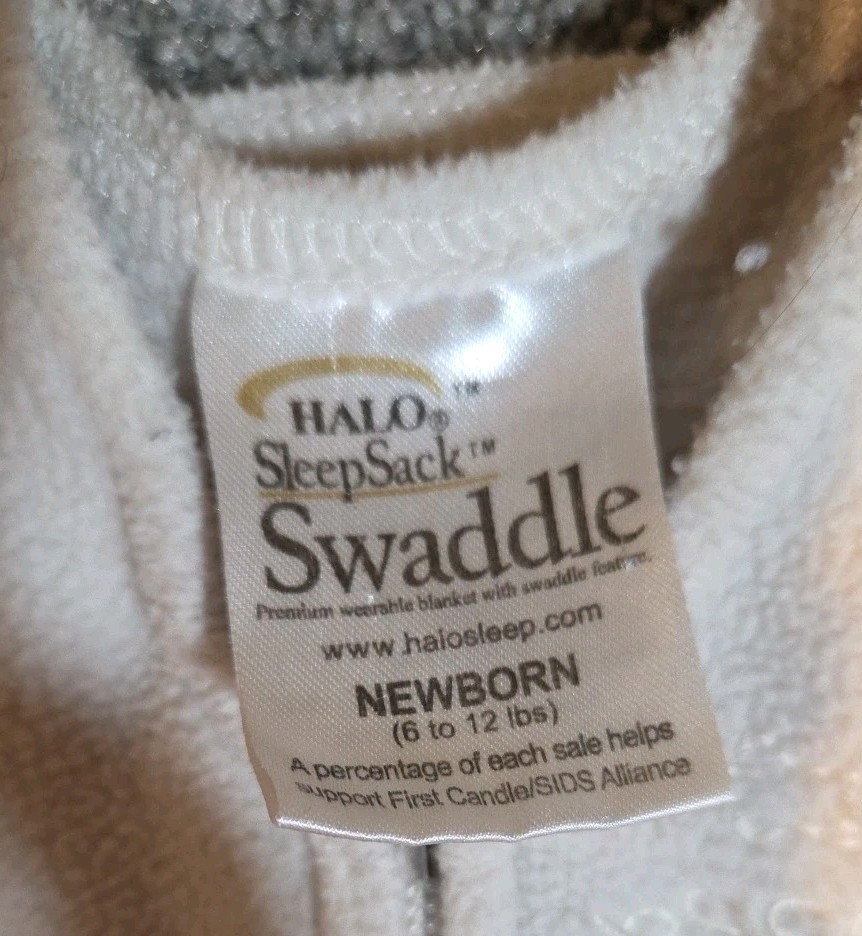 HALO® ™
SleepSack™
Swaddle
Premium wearable blanket with swaddle feature.
www.halosleep.com
NEWBORN
(6 to 12 lbs)
A percentage of each sale helps
support First Candle/SIDS Alliance